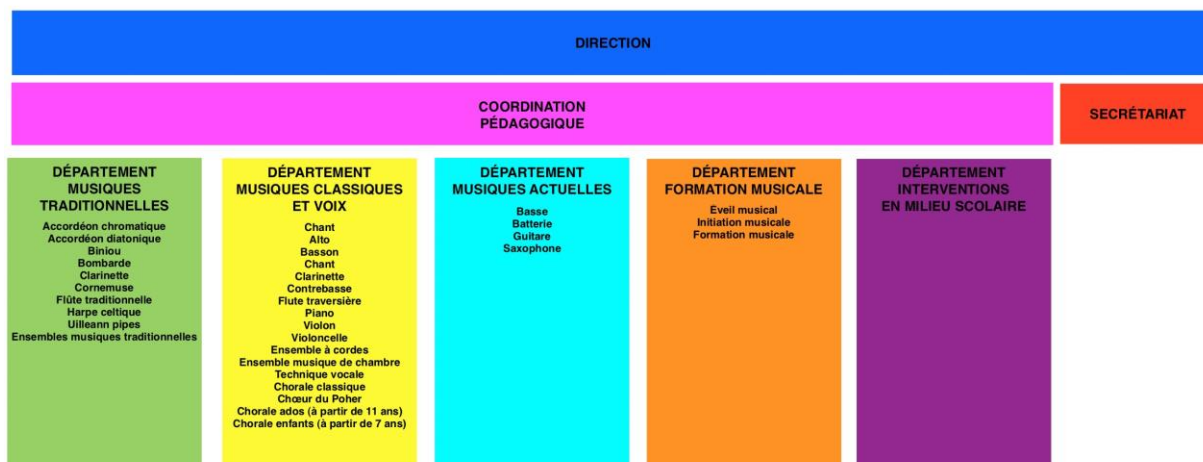 DIRECTION
COORDINATION
PÉDAGOGIQUE
SECRÉTARIAT
DÉPARTEMENT
MUSIQUES
TRADITIONNELLES
Accordéon chromatique
Accordéon diatonique
Biniou
Bombarde
Clarinette
Cornemuse
Flûte traditionnelle
Harpe celtique
Uilleann pipes
Ensembles musiques traditionnelles
DÉPARTEMENT
MUSIQUES CLASSIQUES
ET VOIX
Chant
Alto
Basson
Chant
Clarinette
Contrebasse
Flute traversière
Piano
Violon
Violoncelle
Ensemble à cordes
Ensemble musique de chambre
Technique vocale
Chorale classique
Chœur du Poher
Chorale ados (à partir de 11 ans)
Chorale enfants (à partir de 7 ans)
DÉPARTEMENT
MUSIQUES ACTUELLES
Basse
Batterie
Guitare
Saxophone
DÉPARTEMENT
FORMATION MUSICALE
Éveil musical
Initiation musicale
Formation musicale
DÉPARTEMENT
INTERVENTIONS
EN MILIEU SCOLAIRE